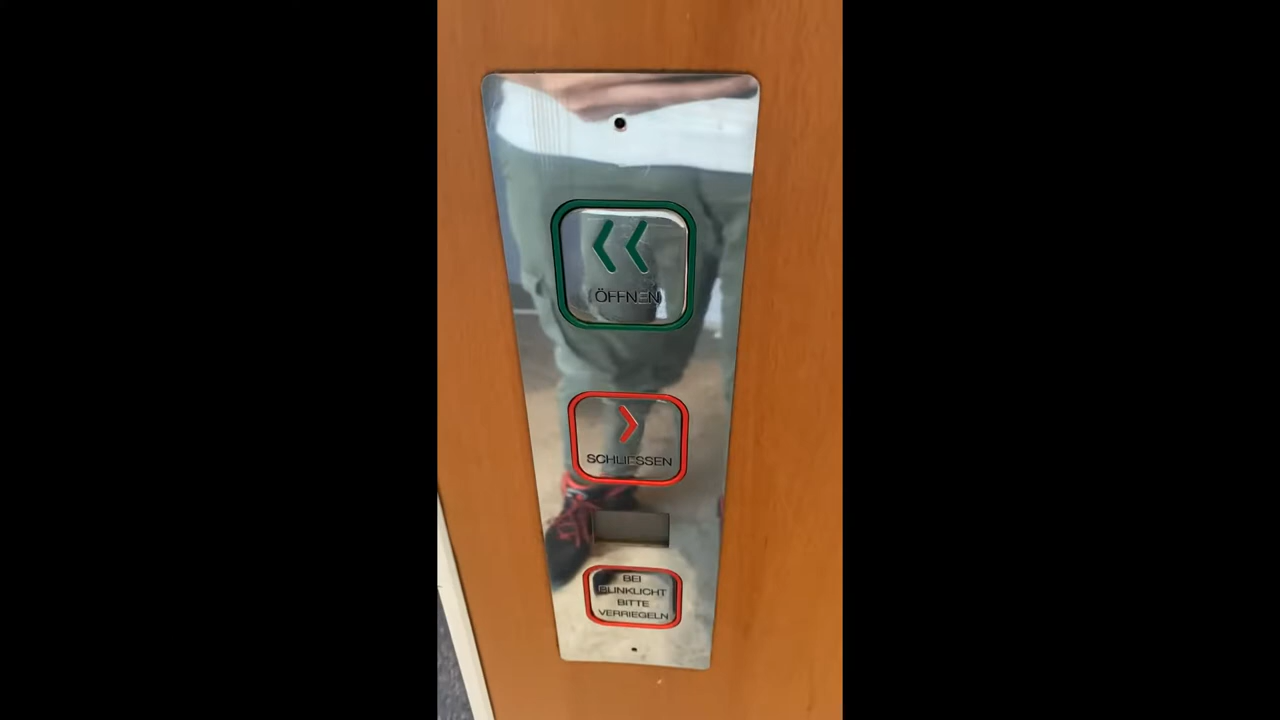 ÖFFNEN
SCHLIESSEN
BEI
BLINKLICHT
BITTE
VERRIEGELN